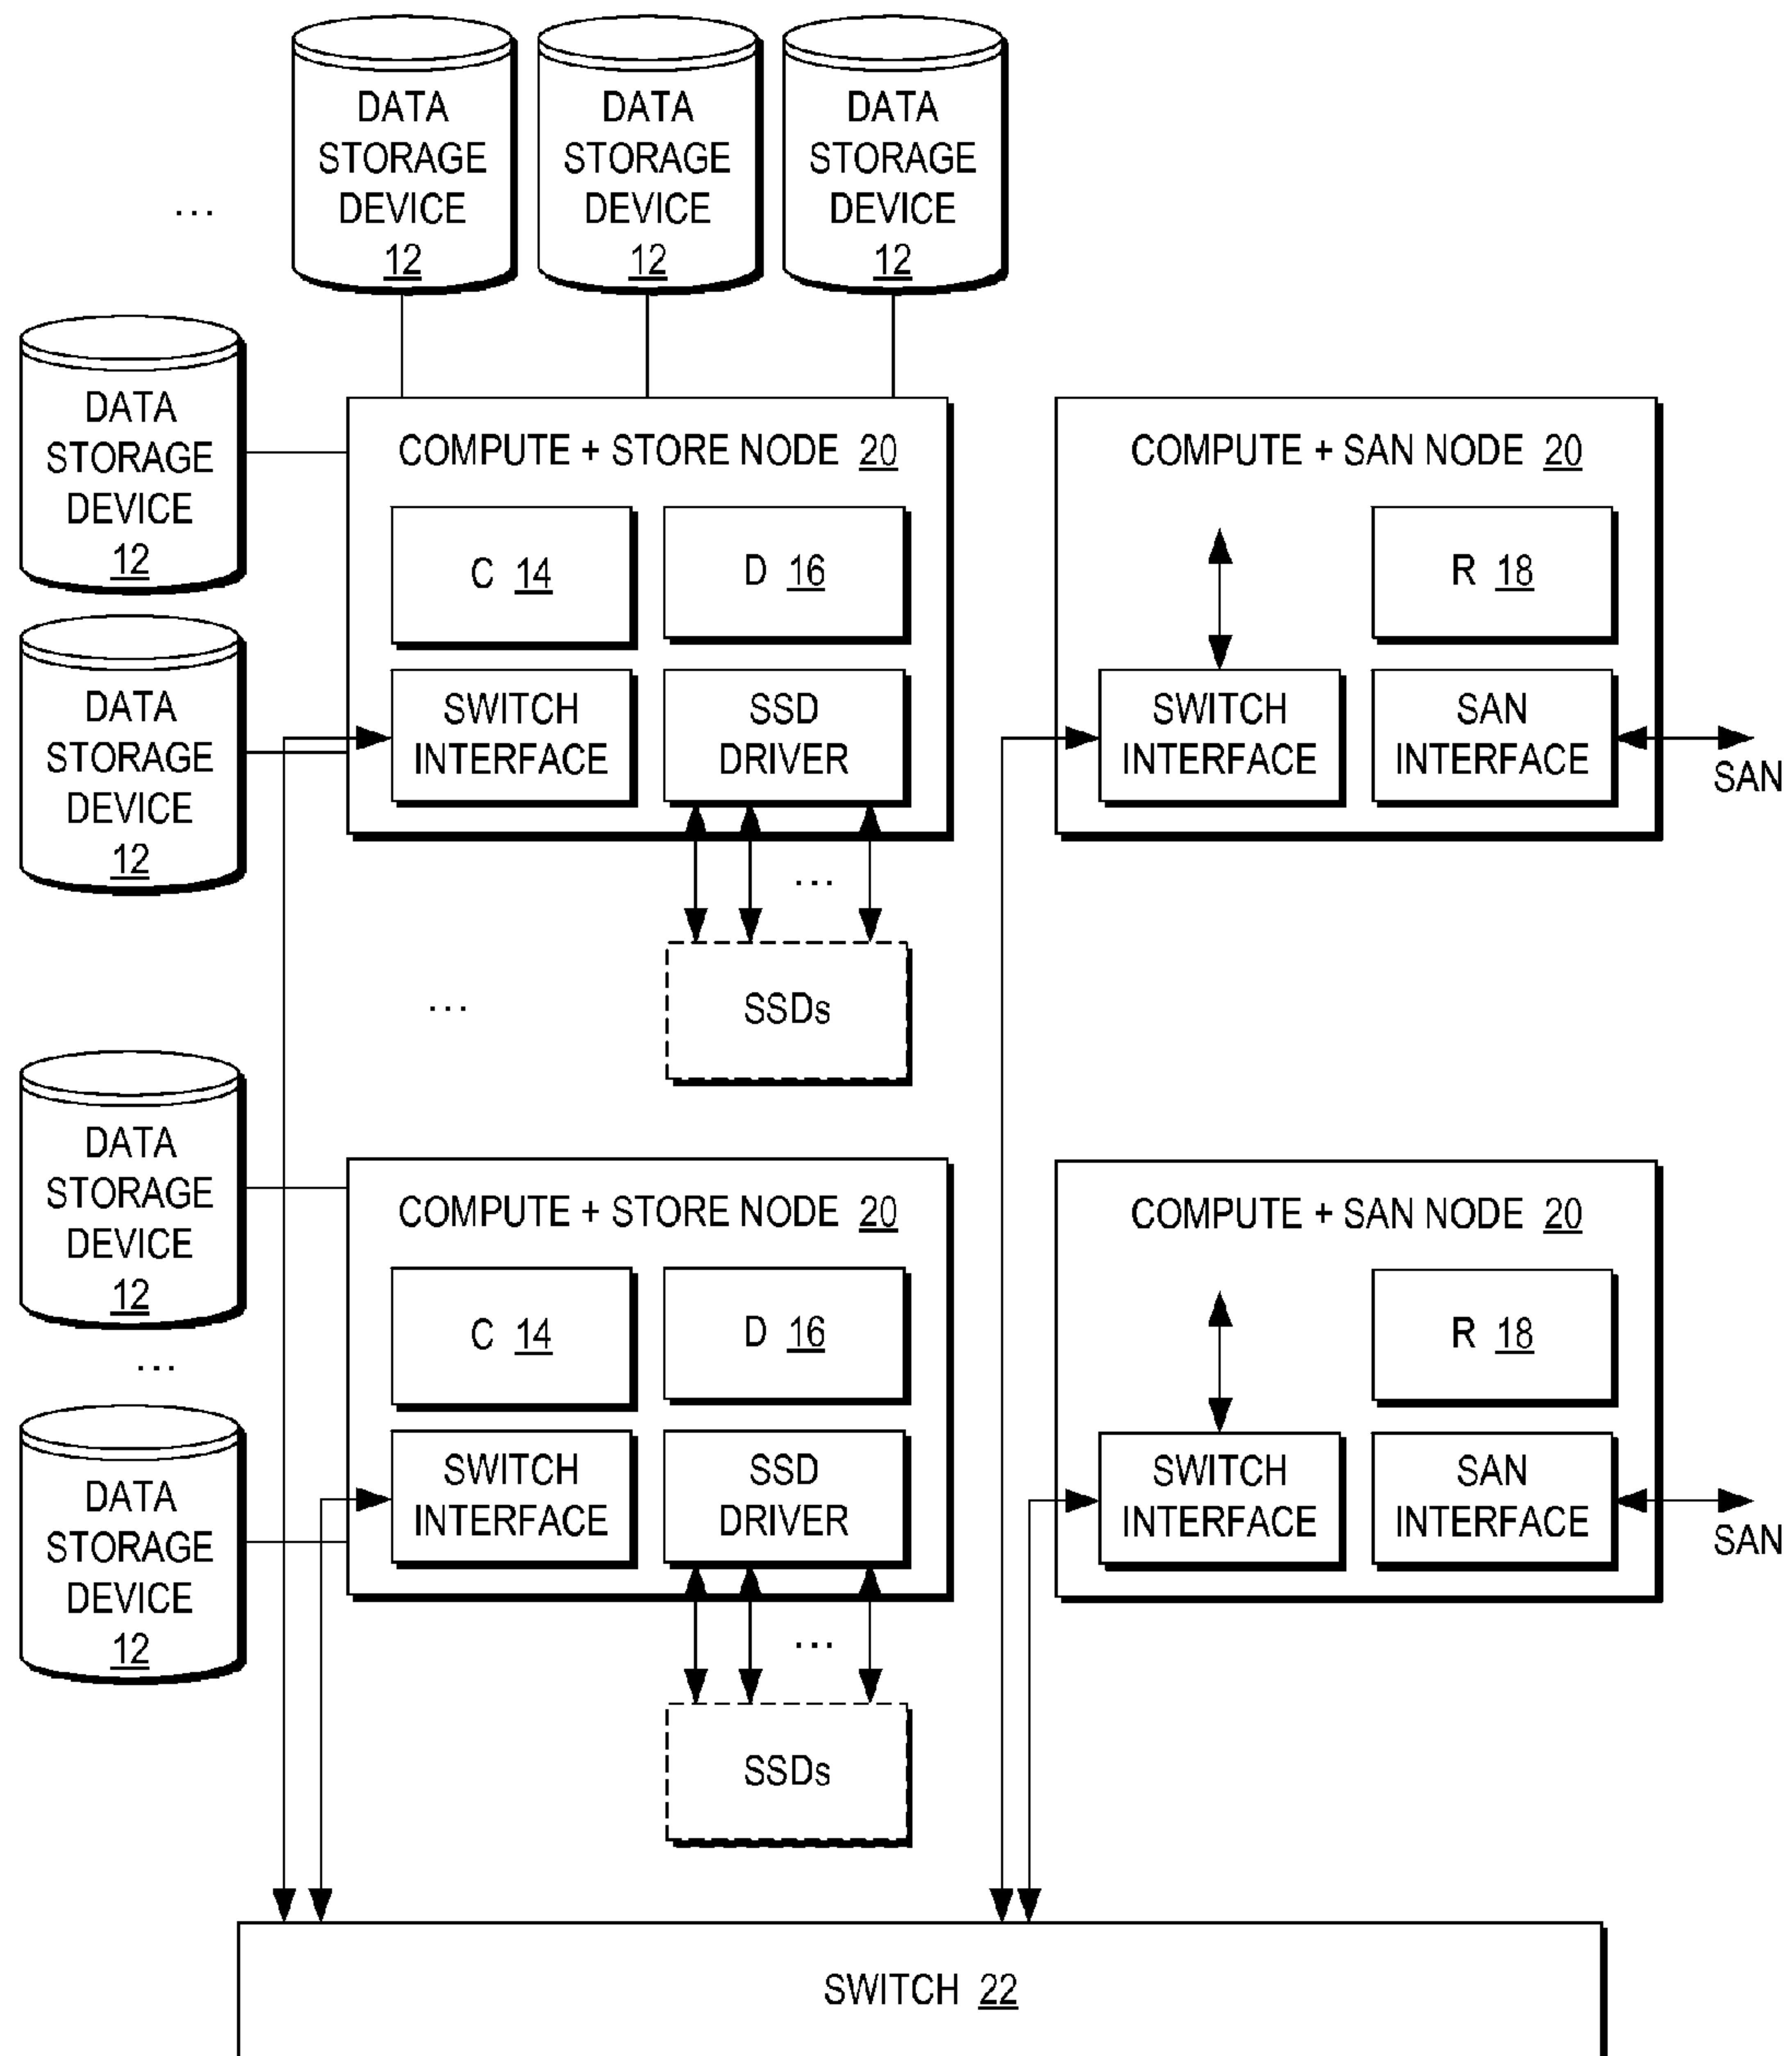 DATA
STORAGE
DEVICE
12
DATA
STORAGE
DEVICE
12
DATA
STORAGE
DEVICE
12
...
DATA
STORAGE
DEVICE
12
DATA
STORAGE
DEVICE
12
COMPUTE + STORE NODE 20
C 14
D 16
SWITCH
INTERFACE
SSD
DRIVER
...
SSDs
COMPUTE + SAN NODE 20
R 18
SWITCH
INTERFACE
SAN
INTERFACE
SAN
...
DATA
STORAGE
DEVICE
12
...
DATA
STORAGE
DEVICE
12
COMPUTE + STORE NODE 20
C 14
D 16
SWITCH
INTERFACE
SSD
DRIVER
...
SSDs
COMPUTE + SAN NODE 20
R 18
SWITCH
INTERFACE
SAN
INTERFACE
SAN
SWITCH 22